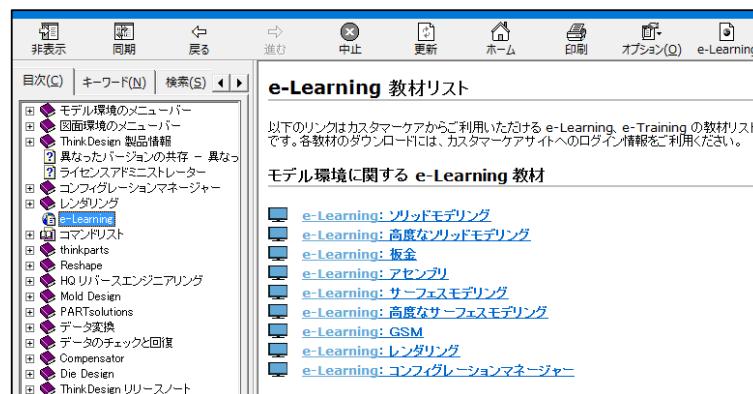 非表示 同期 戻る 進む 中止 更新 ホーム 印刷 オプション(O) e-Learning
目次(C) キーワード(N) 検索(S)
モデル環境のメニューバー
図面環境のメニューバー
ThinkDesign 製品情報
異なったバージョンの共存 - 異なっ
ライセンスアドミニストレーター
コンフィグレーションマネージャー
レンダリング
e-Learning
コマンドリスト
thinkparts
Reshape
HQ リバースエンジニアリング
Mold Design
PARTsolutions
データ変換
データのチェックと回復
Compensator
Die Design
ThinkDesign リリースノート
e-Learning 教材リスト
以下のリンクはカスタマーケアからご利用いただける e-Learning、e-Training の教材リスト
です。各教材のダウンロードには、カスタマーケアサイトへのログイン情報をご利用ください。
モデル環境に関する e-Learning 教材
e-Learning: ソリッドモデリング
e-Learning: 高度なソリッドモデリング
e-Learning: 板金
e-Learning: アセンブリ
e-Learning: サーフェスモデリング
e-Learning: 高度なサーフェスモデリング
e-Learning: GSM
e-Learning: レンダリング
e-Learning: コンフィグレーションマネージャー